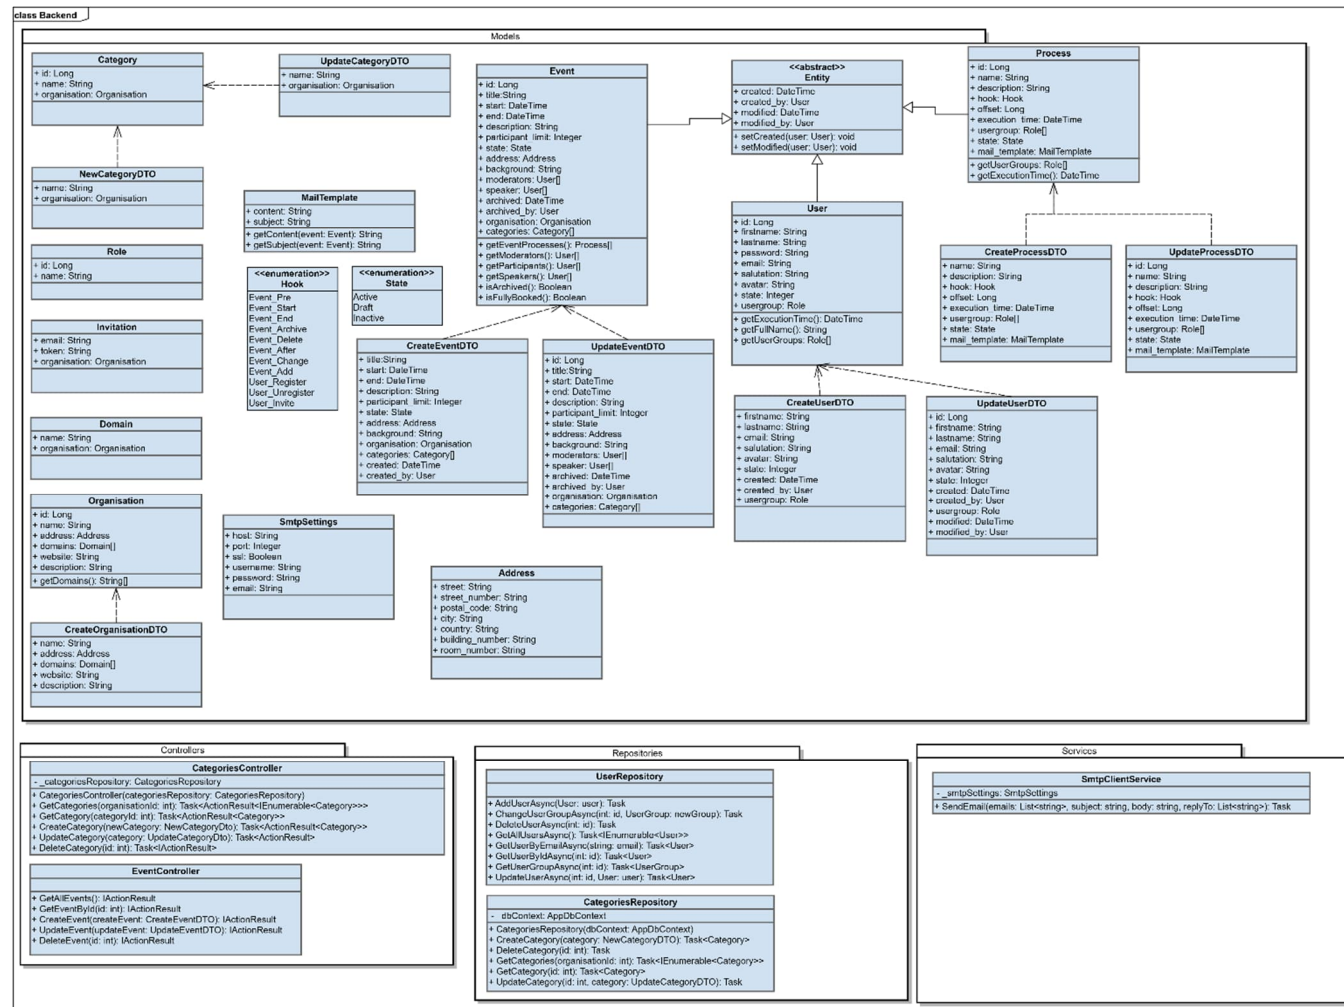 class Backend
Models
Category
+ id: Long
+ name: String
+ organisation: Organisation
UpdateCategoryDTO
+ name: String
+ organisation: Organisation
NewCategoryDTO
+ name: String
+ organisation: Organisation
Role
+ id: Long
+ name: String
Invitation
+ email: String
+ token: String
+ organisation: Organisation
Domain
+ name: String
+ organisation: Organisation
Organisation
+ id: Long
+ name: String
+ address: Address
+ domains: Domain[]
+ website: String
+ description: String
+ getDomains(): String[]
CreateOrganisationDTO
+ name: String
+ address: Address
+ domains: Domain[]
+ website: String
+ description: String
MailTemplate
+ content: String
+ subject: String
+ getContent(event: Event): String
+ getSubject(event: Event): String
<<enumeration>>
Hook
Event_Pre
Event_Start
Event_End
Event_Archive
Event_Delete
Event_After
Event_Change
Event_Add
User_Register
User_Unregister
User_Invite
<<enumeration>>
State
Active
Draft
Inactive
SmtpSettings
+ host: String
+ port: Integer
+ ssl: Boolean
+ username: String
+ password: String
+ email: String
Event
+ id: Long
+ title:String
+ start: DateTime
+ end: DateTime
+ description: String
+ participant_limit: Integer
+ state: State
+ address: Address
+ background: String
+ moderators: User[]
+ speaker: User[]
+ archived: DateTime
+ archived_by: User
+ organisation: Organisation
+ categories: Category[]
+ getEventProcesses(): Process[]
+ getModerators(): User[]
+ getParticipants(): User[]
+ getSpeakers(): User[]
+ isArchived(): Boolean
+ isFullyBooked(): Boolean
CreateEventDTO
+ title:String
+ start: DateTime
+ end: DateTime
+ description: String
+ participant_limit: Integer
+ state: State
+ address: Address
+ background: String
+ organisation: Organisation
+ categories: Category[]
+ created: DateTime
+ created_by: User
UpdateEventDTO
+ id: Long
+ title:String
+ start: DateTime
+ end: DateTime
+ description: String
+ participant_limit: Integer
+ state: State
+ address: Address
+ background: String
+ moderators: User[]
+ speaker: User[]
+ archived: DateTime
+ archived_by: User
+ organisation: Organisation
+ categories: Category[]
Address
+ street: String
+ street_number: String
+ postal_code: String
+ city: String
+ country: String
+ building_number: String
+ room_number: String
<<abstract>>
Entity
+ created: DateTime
+ created_by: User
+ modified: DateTime
+ modified_by: User
+ setCreated(user: User): void
+ setModified(user: User): void
User
+ id: Long
+ firstname: String
+ lastname: String
+ password: String
+ email: String
+ salutation: String
+ avatar: String
+ state: Integer
+ usergroup: Role
+ getExecutionTime(): DateTime
+ getFullName(): String
+ getUserGroups: Role[]
CreateUserDTO
+ firstname: String
+ lastname: String
+ email: String
+ salutation: String
+ avatar: String
+ state: Integer
+ created: DateTime
+ created_by: User
+ usergroup: Role
UpdateUserDTO
+ id: Long
+ firstname: String
+ lastname: String
+ email: String
+ salutation: String
+ avatar: String
+ state: Integer
+ created: DateTime
+ created_by: User
+ usergroup: Role
+ modified: DateTime
+ modified_by: User
Process
+ id: Long
+ name: String
+ description: String
+ hook: Hook
+ offset: Long
+ execution_time: DateTime
+ usergroup: Role[]
+ state: State
+ mail_template: MailTemplate
+ getUserGroups: Role[]
+ getExecutionTime(): DateTime
CreateProcessDTO
+ name: String
+ description: String
+ hook: Hook
+ offset: Long
+ execution_time: DateTime
+ usergroup: Role[]
+ state: State
+ mail_template: MailTemplate
UpdateProcessDTO
+ id: Long
+ name: String
+ description: String
+ hook: Hook
+ offset: Long
+ execution_time: DateTime
+ usergroup: Role[]
+ state: State
+ mail_template: MailTemplate
Controllers
CategoriesController
- _categoriesRepository: CategoriesRepository
+ CategoriesController(categoriesRepository: CategoriesRepository)
+ GetCategories(organisationId: int): Task<ActionResult<IEnumerable<Category>>>
+ GetCategory(categoryId: int): Task<ActionResult<Category>>
+ CreateCategory(newCategory: NewCategoryDto): Task<ActionResult<Category>>
+ UpdateCategory(category: UpdateCategoryDto): Task<ActionResult>
+ DeleteCategory(id: int): Task<IActionResult>
EventController
+ GetAllEvents(): IActionResult
+ GetEventById(id: int): IActionResult
+ CreateEvent(createEvent: CreateEventDTO): IActionResult
+ UpdateEvent(updateEvent: UpdateEventDTO): IActionResult
+ DeleteEvent(id: int): IActionResult
Repositories
UserRepository
+ AddUserAsync(User: user): Task
+ ChangeUserGroupAsync(int: id, UserGroup: newGroup): Task
+ DeleteUserAsync(int: id): Task
+ GetAllUsersAsync(): Task<IEnumerable<User>>
+ GetUserByEmailAsync(string: email): Task<User>
+ GetUserByIdAsync(int: id): Task<User>
+ GetUserGroupAsync(int: id): Task<UserGroup>
+ UpdateUserAsync(int: id, User: user): Task<User>
CategoriesRepository
- _dbContext: AppDbContext
+ CategoriesRepository(dbContext: AppDbContext)
+ CreateCategory(category: NewCategoryDTO): Task<Category>
+ DeleteCategory(id: int): Task
+ GetCategories(organisationId: int): Task<IEnumerable<Category>>
+ GetCategory(id: int): Task<Category>
+ UpdateCategory(id: int, category: UpdateCategoryDTO): Task
Services
SmtpClientService
- _smtpSettings: SmtpSettings
+ SendEmail(emails: List<string>, subject: string, body: string, replyTo: List<string>): Task